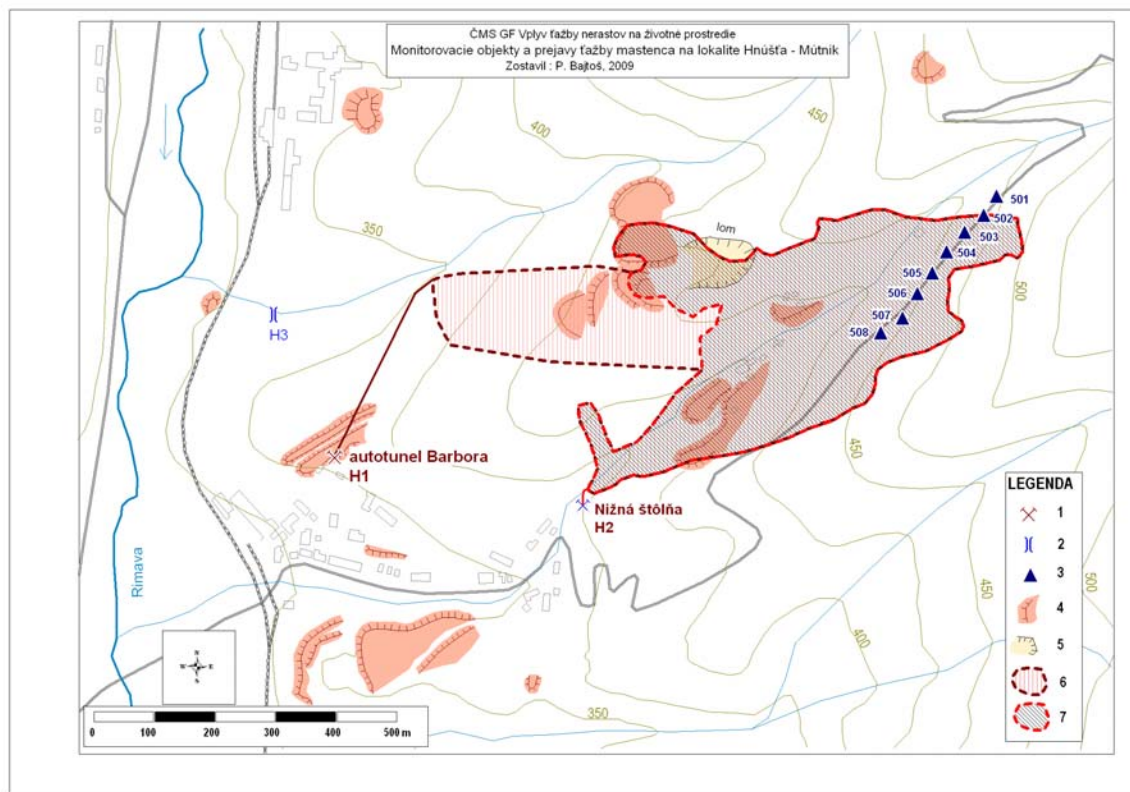 ČMS GF Vplyv ťažby nerastov na životné prostredie
Monitorovacie objekty a prejavy ťažby mastenca na lokalite Hnúšťa - Mútnik
Zostavil : P. Bajtoš, 2009
400
450
350
lom
501
502
503
504
505
506
507
508
500
H3
autotunel Barbora
H1
Nižná štôlňa
H2
450
Rimava
450
500
400
350
LEGENDA
1
2
3
4
5
6
7
N
W E
S
0 100 200 300 400 500 m